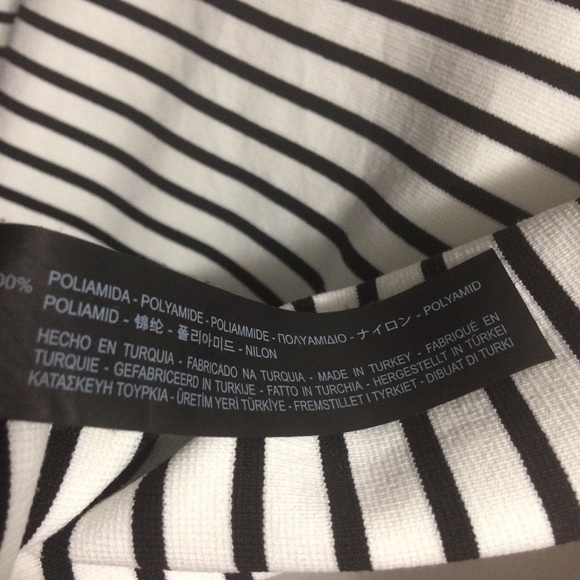 00% POLIAMIDA - POLYAMIDE - POLIAMMIDE - ΠΟΛΥΑΜΙΔΙΟ - ナイロン - POLYAMID
POLIAMID - 锦纶 - 폴리아미드 - NILON
HECHO EN TURQUIA - FABRICADO NA TURQUIA - MADE IN TURKEY - FABRIQUÉ EN
TURQUIE - GEFABRICEERD IN TURKIJE - FATTO IN TURCHIA - HERGESTELLT IN TÜRKEI
ΚΑΤΑΣΚΕΥΗ ΤΟΥΡΚΙΑ - ÜRETİM YERİ TÜRKİYE - FREMSTILLET I TYRKIET - DIBUAT DI TURKI